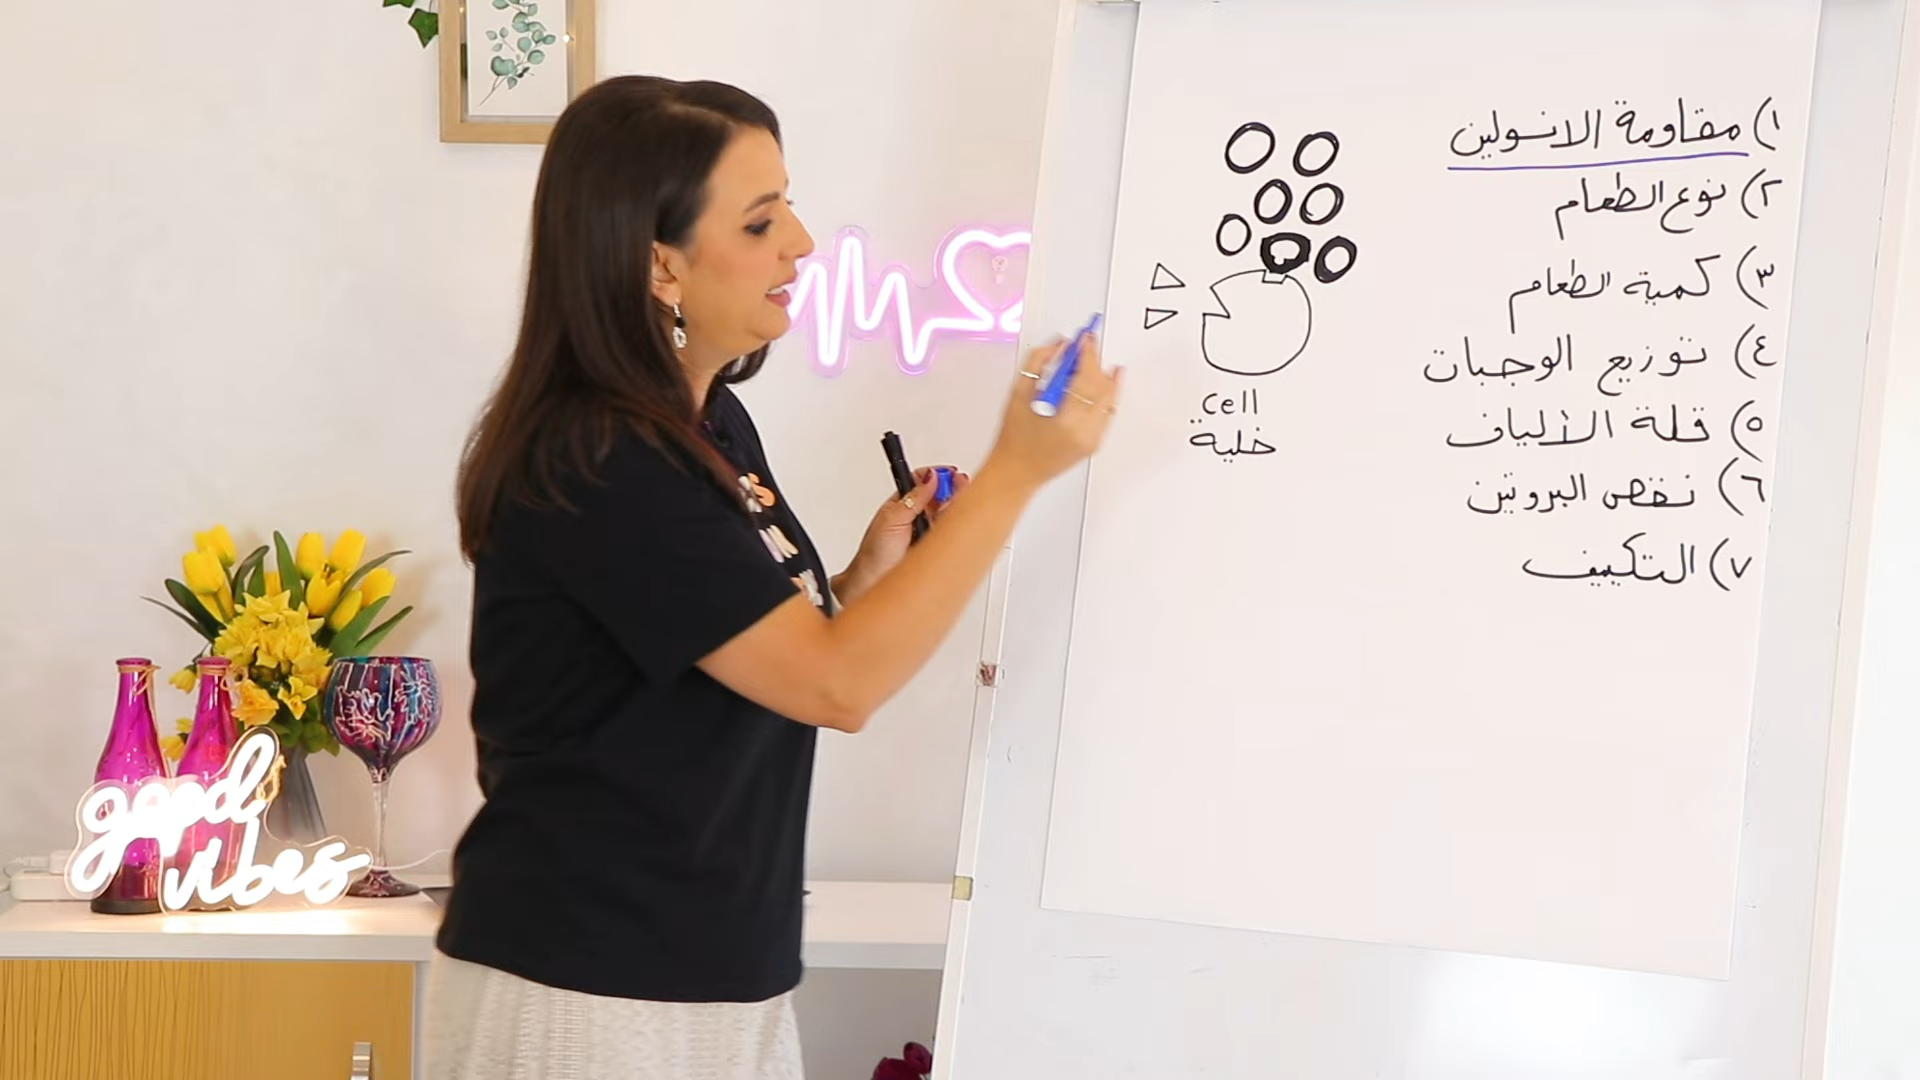 ١) مقاومة الانسولين
٢) نوع الطعام
٣) كمية الطعام
٤) توزيع الوجبات
٥) قلة الألياف
٦) نقص البروتين
٧) التكييف
cell
خلية
good
vibes